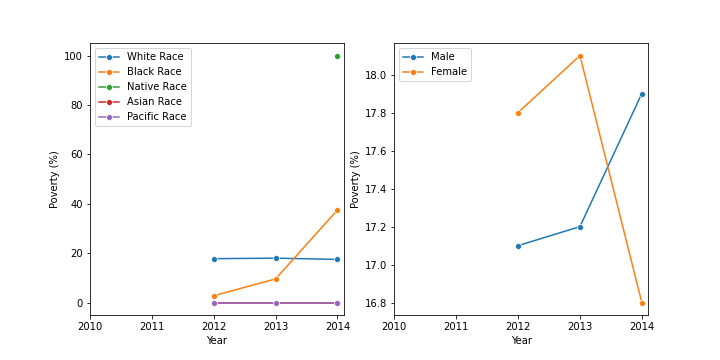 White Race
Black Race
Native Race
Asian Race
Pacific Race
100
80
60
40
20
0
Poverty (%)
2010 2011 2012 2013 2014
Year
Male
Female
18.0
17.8
17.6
17.4
17.2
17.0
16.8
Poverty (%)
2010 2011 2012 2013 2014
Year